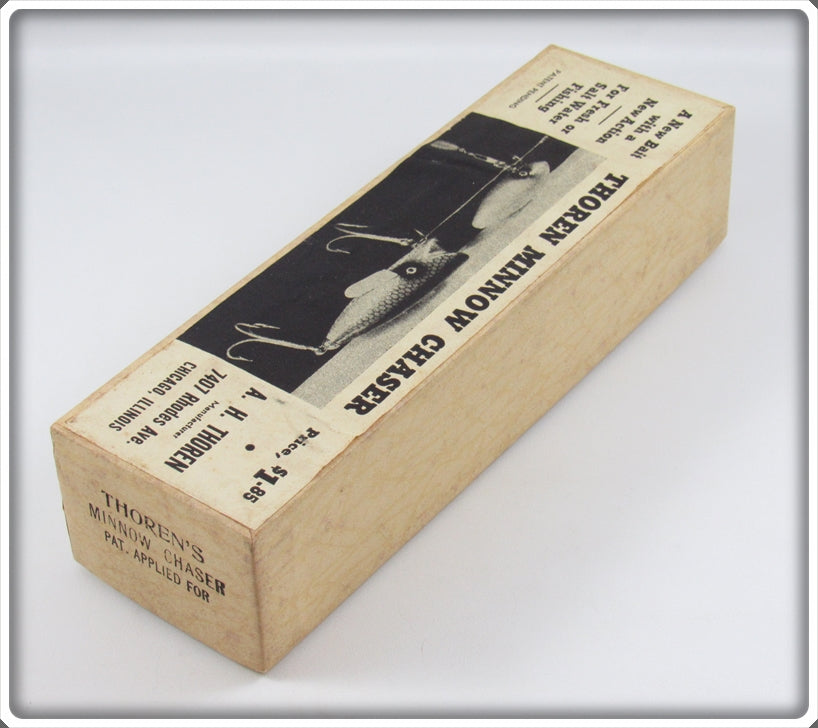 A New Bait
with a
New Action
For Fresh or
Salt Water
Fishing
PATENT PENDING
THOREN MINNOW CHASER
Price, $1.85
A. H. THOREN
Manufacturer
7407 Rhodes Ave.
CHICAGO, ILLINOIS
THOREN'S
MINNOW CHASER
PAT. APPLIED FOR